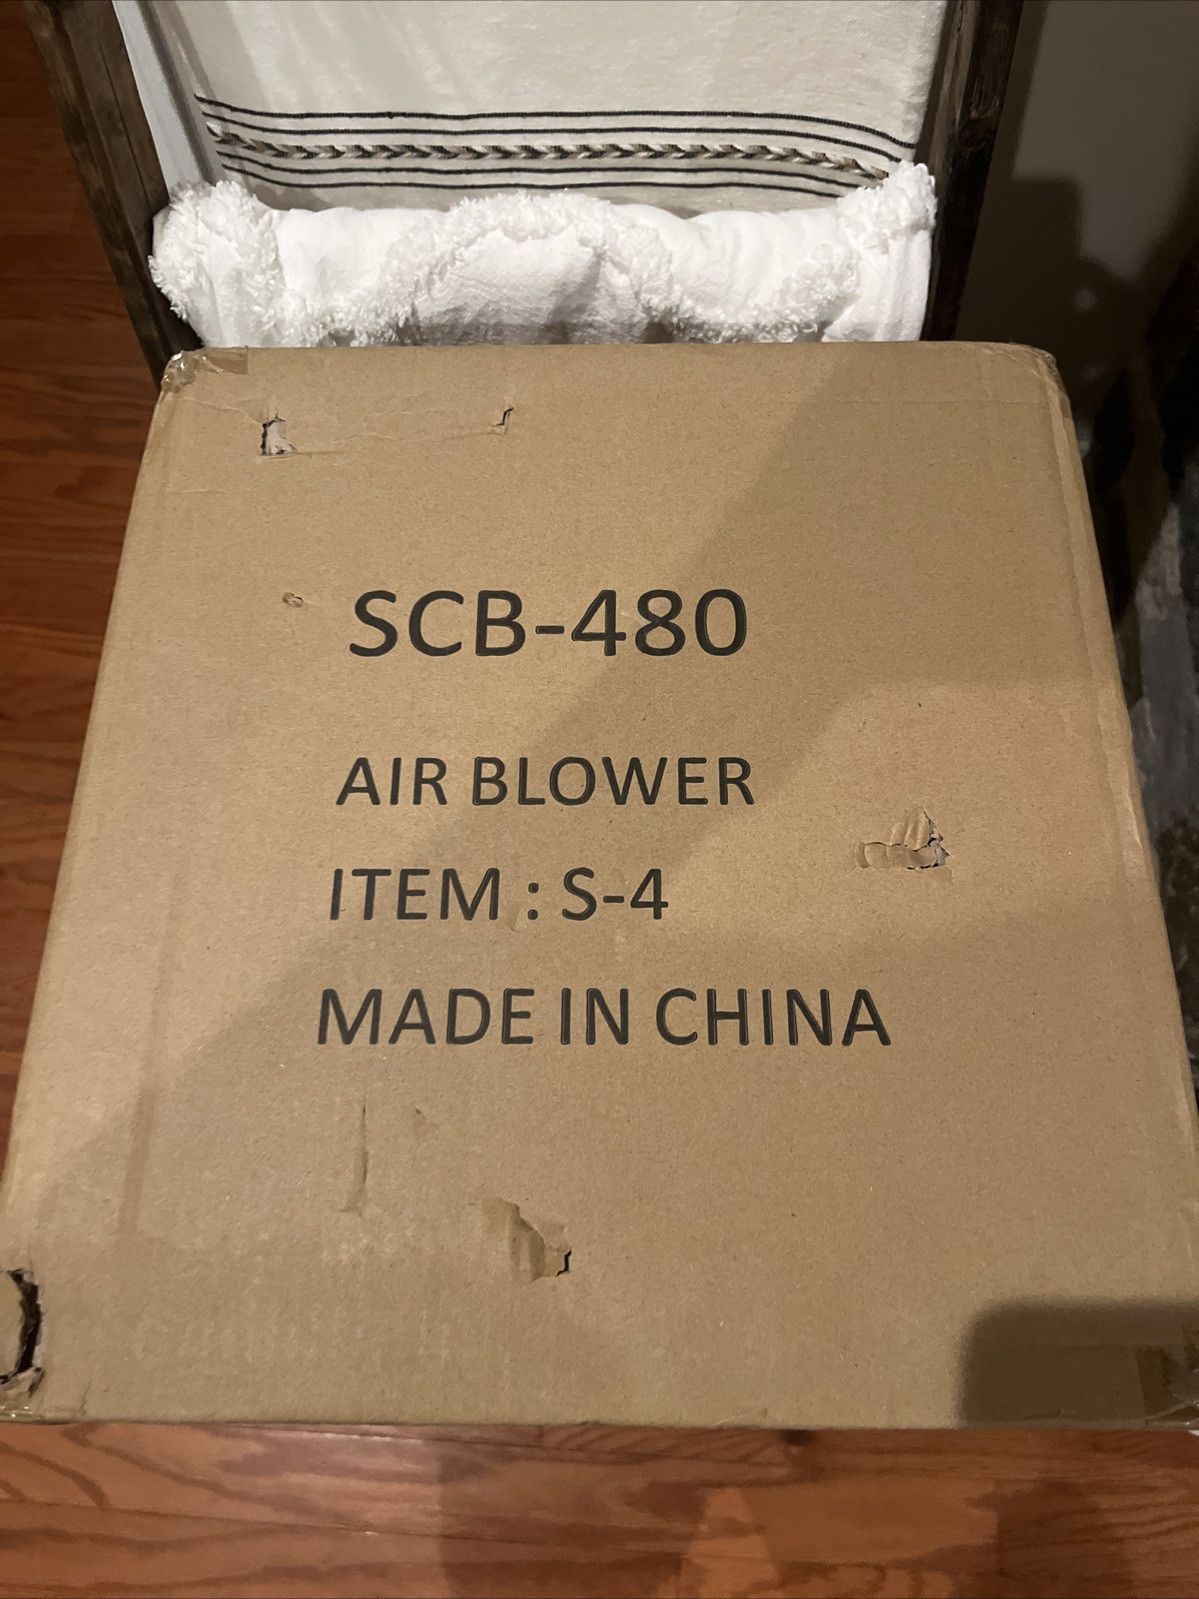 SCB-480
AIR BLOWER
ITEM : S-4
MADE IN CHINA